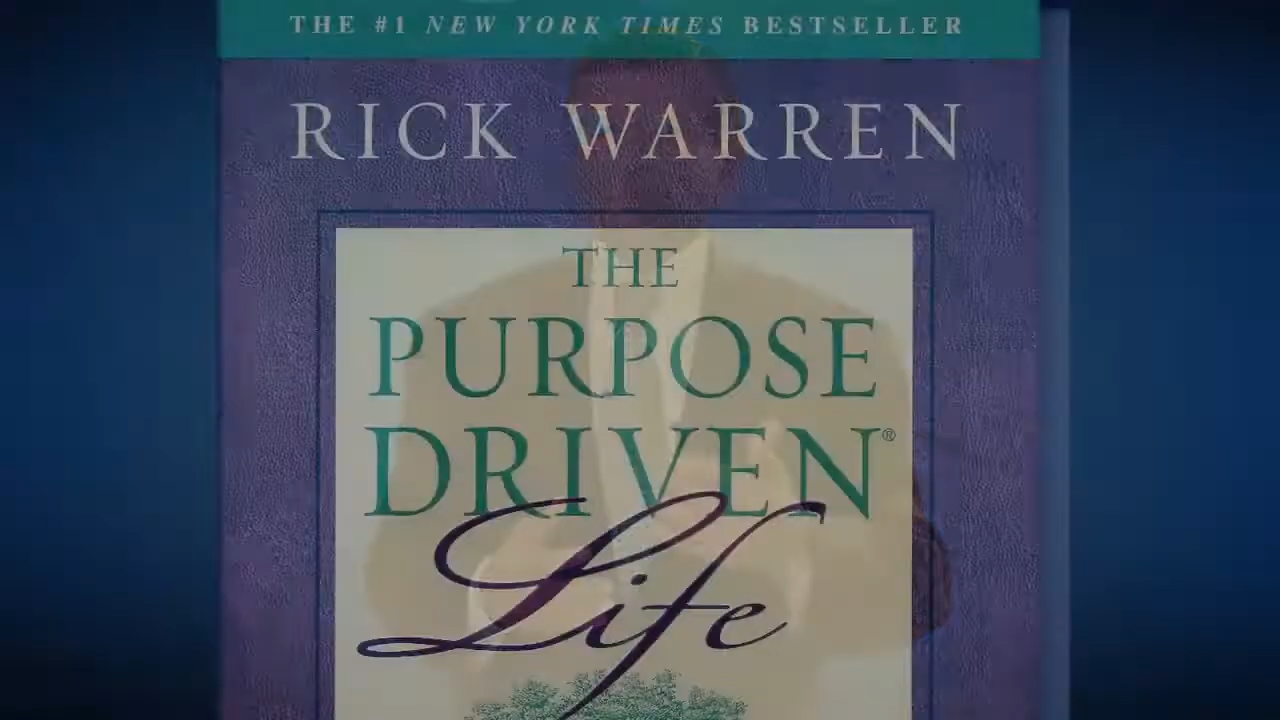 THE #1 NEW YORK TIMES BESTSELLER
RICK WARREN
THE
PURPOSE
DRIVEN®
Life